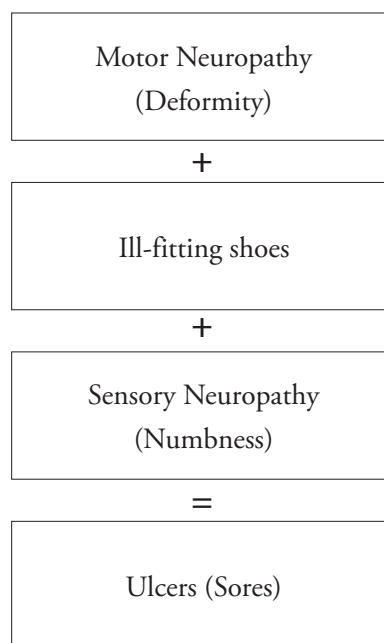 Motor Neuropathy
(Deformity)
+
Ill-fitting shoes
+
Sensory Neuropathy
(Numbness)
=
Ulcers (Sores)